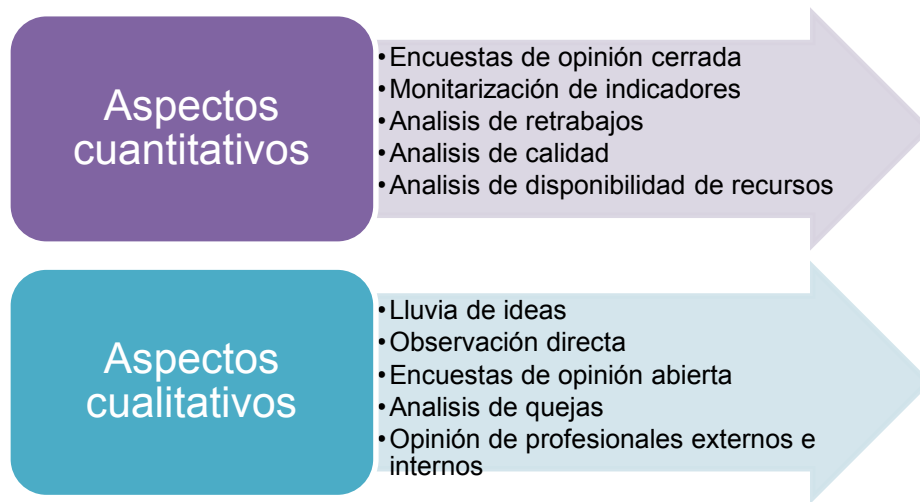 Aspectos
cuantitativos
•Encuestas de opinión cerrada
•Monitarización de indicadores
•Analisis de retrabajos
•Analisis de calidad
•Analisis de disponibilidad de recursos
Aspectos
cualitativos
•Lluvia de ideas
•Observación directa
•Encuestas de opinión abierta
•Analisis de quejas
•Opinión de profesionales externos e
internos